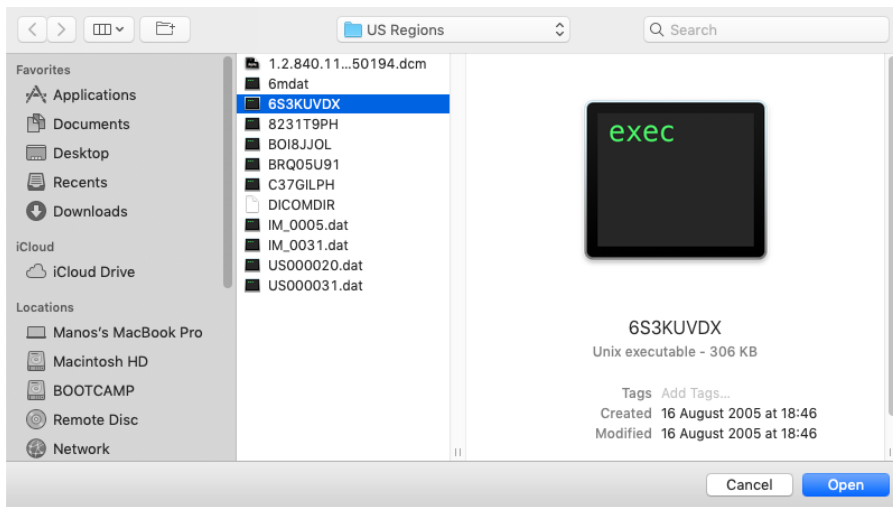 US Regions
Search
Favorites
Applications
Documents
Desktop
Recents
Downloads
iCloud
iCloud Drive
Locations
Manos's MacBook Pro
Macintosh HD
BOOTCAMP
Remote Disc
Network
1.2.840.11...50194.dcm
6mdat
6S3KUVDX
8231T9PH
BOI8JJOL
BRQ05U91
C37GILPH
DICOMDIR
IM_0005.dat
IM_0031.dat
US000020.dat
US000031.dat
exec
6S3KUVDX
Unix executable - 306 KB
Tags Add Tags...
Created 16 August 2005 at 18:46
Modified 16 August 2005 at 18:46
Cancel
Open